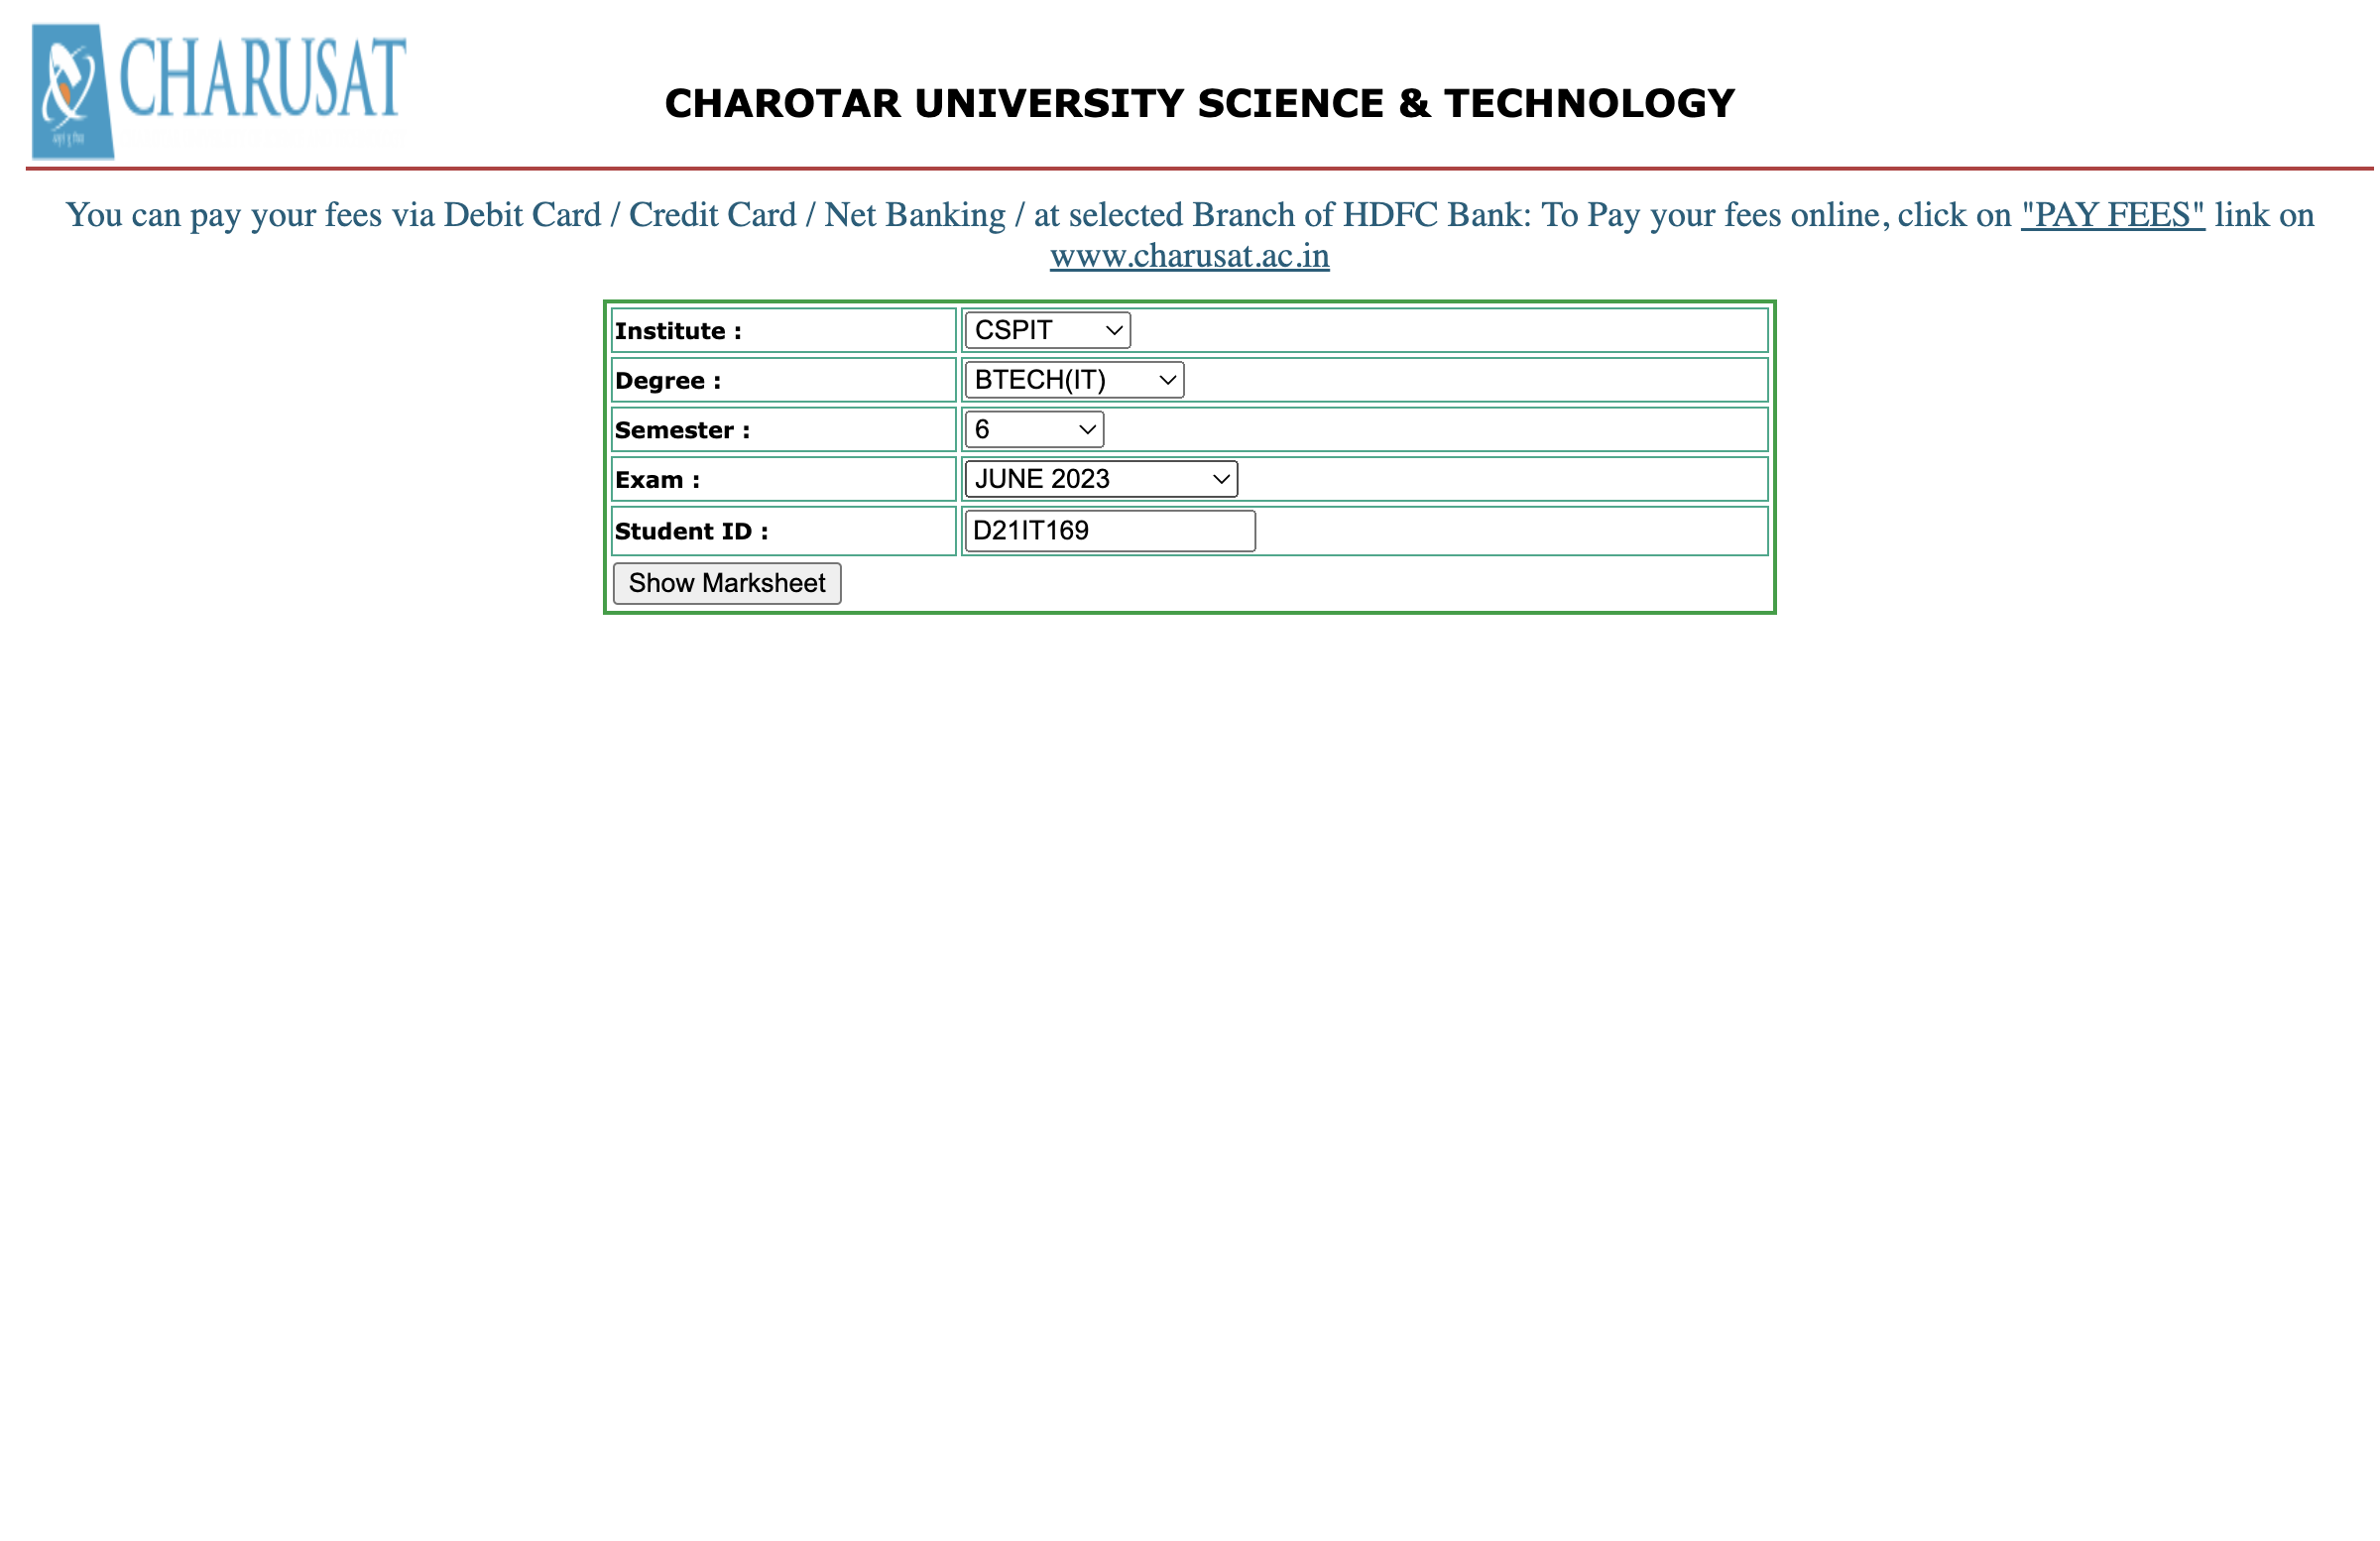 CHARUSAT
CHAROTAR UNIVERSITY SCIENCE & TECHNOLOGY
You can pay your fees via Debit Card / Credit Card / Net Banking / at selected Branch of HDFC Bank: To Pay your fees online, click on "PAY FEES" link on
www.charusat.ac.in
Institute : CSPIT
Degree : BTECH(IT)
Semester : 6
Exam : JUNE 2023
Student ID : D21IT169
Show Marksheet